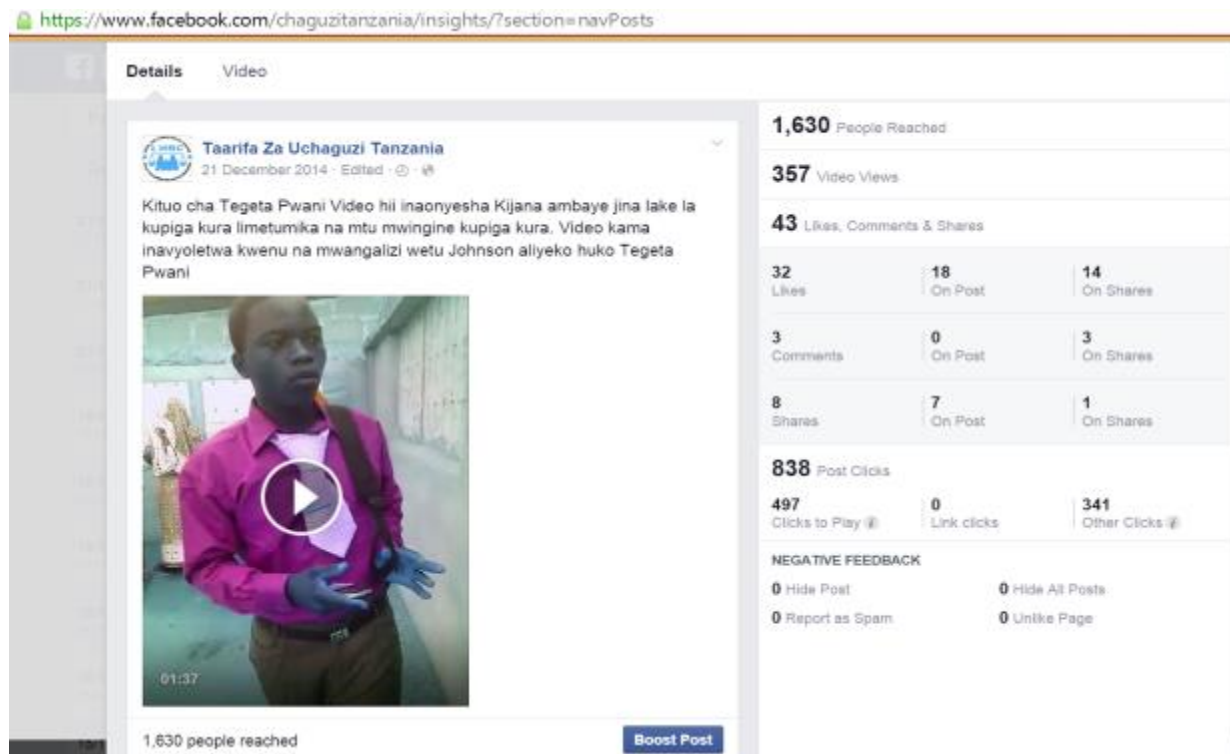 https://www.facebook.com/chaguzitanzania/insights/?section=navPosts
Details Video
Taarifa Za Uchaguzi Tanzania
21 December 2014 · Edited ·
Kituo cha Tegeta Pwani Video hii inaonyesha Kijana ambaye jina lake la
kupiga kura limetumika na mtu mwingine kupiga kura. Video kama
inavyoletwa kwenu na mwangalizi wetu Johnson aliyeko huko Tegeta
Pwani
01:37
1,630 people reached
Boost Post
1,630 People Reached
357 Video Views
43 Likes, Comments & Shares
32 18 14
Likes On Post On Shares
3 0 3
Comments On Post On Shares
8 7 1
Shares On Post On Shares
838 Post Clicks
497 0 341
Clicks to Play Link clicks Other Clicks
NEGATIVE FEEDBACK
0 Hide Post 0 Hide All Posts
0 Report as Spam 0 Unlike Page